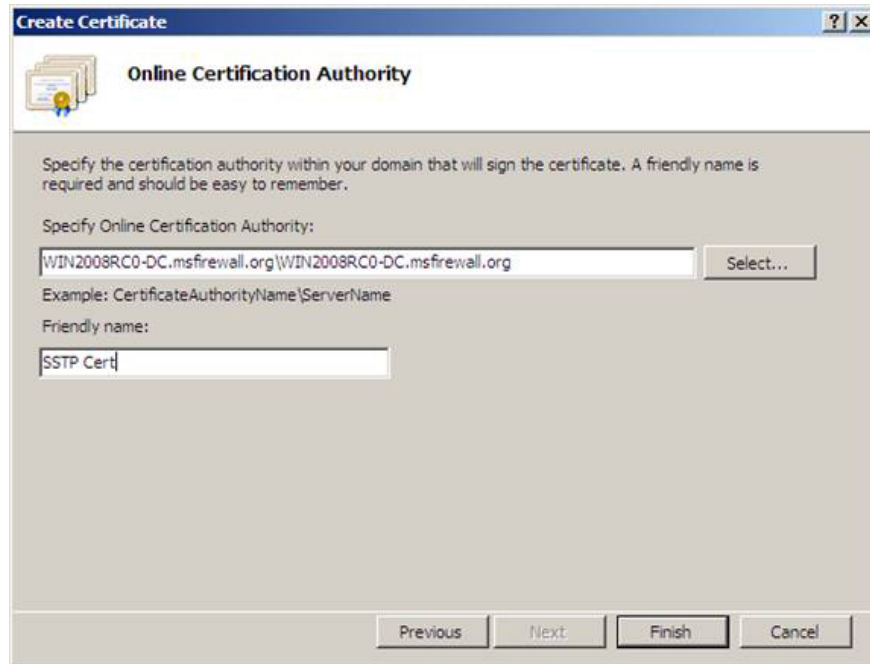 Create Certificate
Online Certification Authority
Specify the certification authority within your domain that will sign the certificate. A friendly name is
required and should be easy to remember.
Specify Online Certification Authority:
WIN2008RC0-DC.msfirewall.org\WIN2008RC0-DC.msfirewall.org
Select...
Example: CertificateAuthorityName\ServerName
Friendly name:
SSTP Cert
Previous
Next
Finish
Cancel